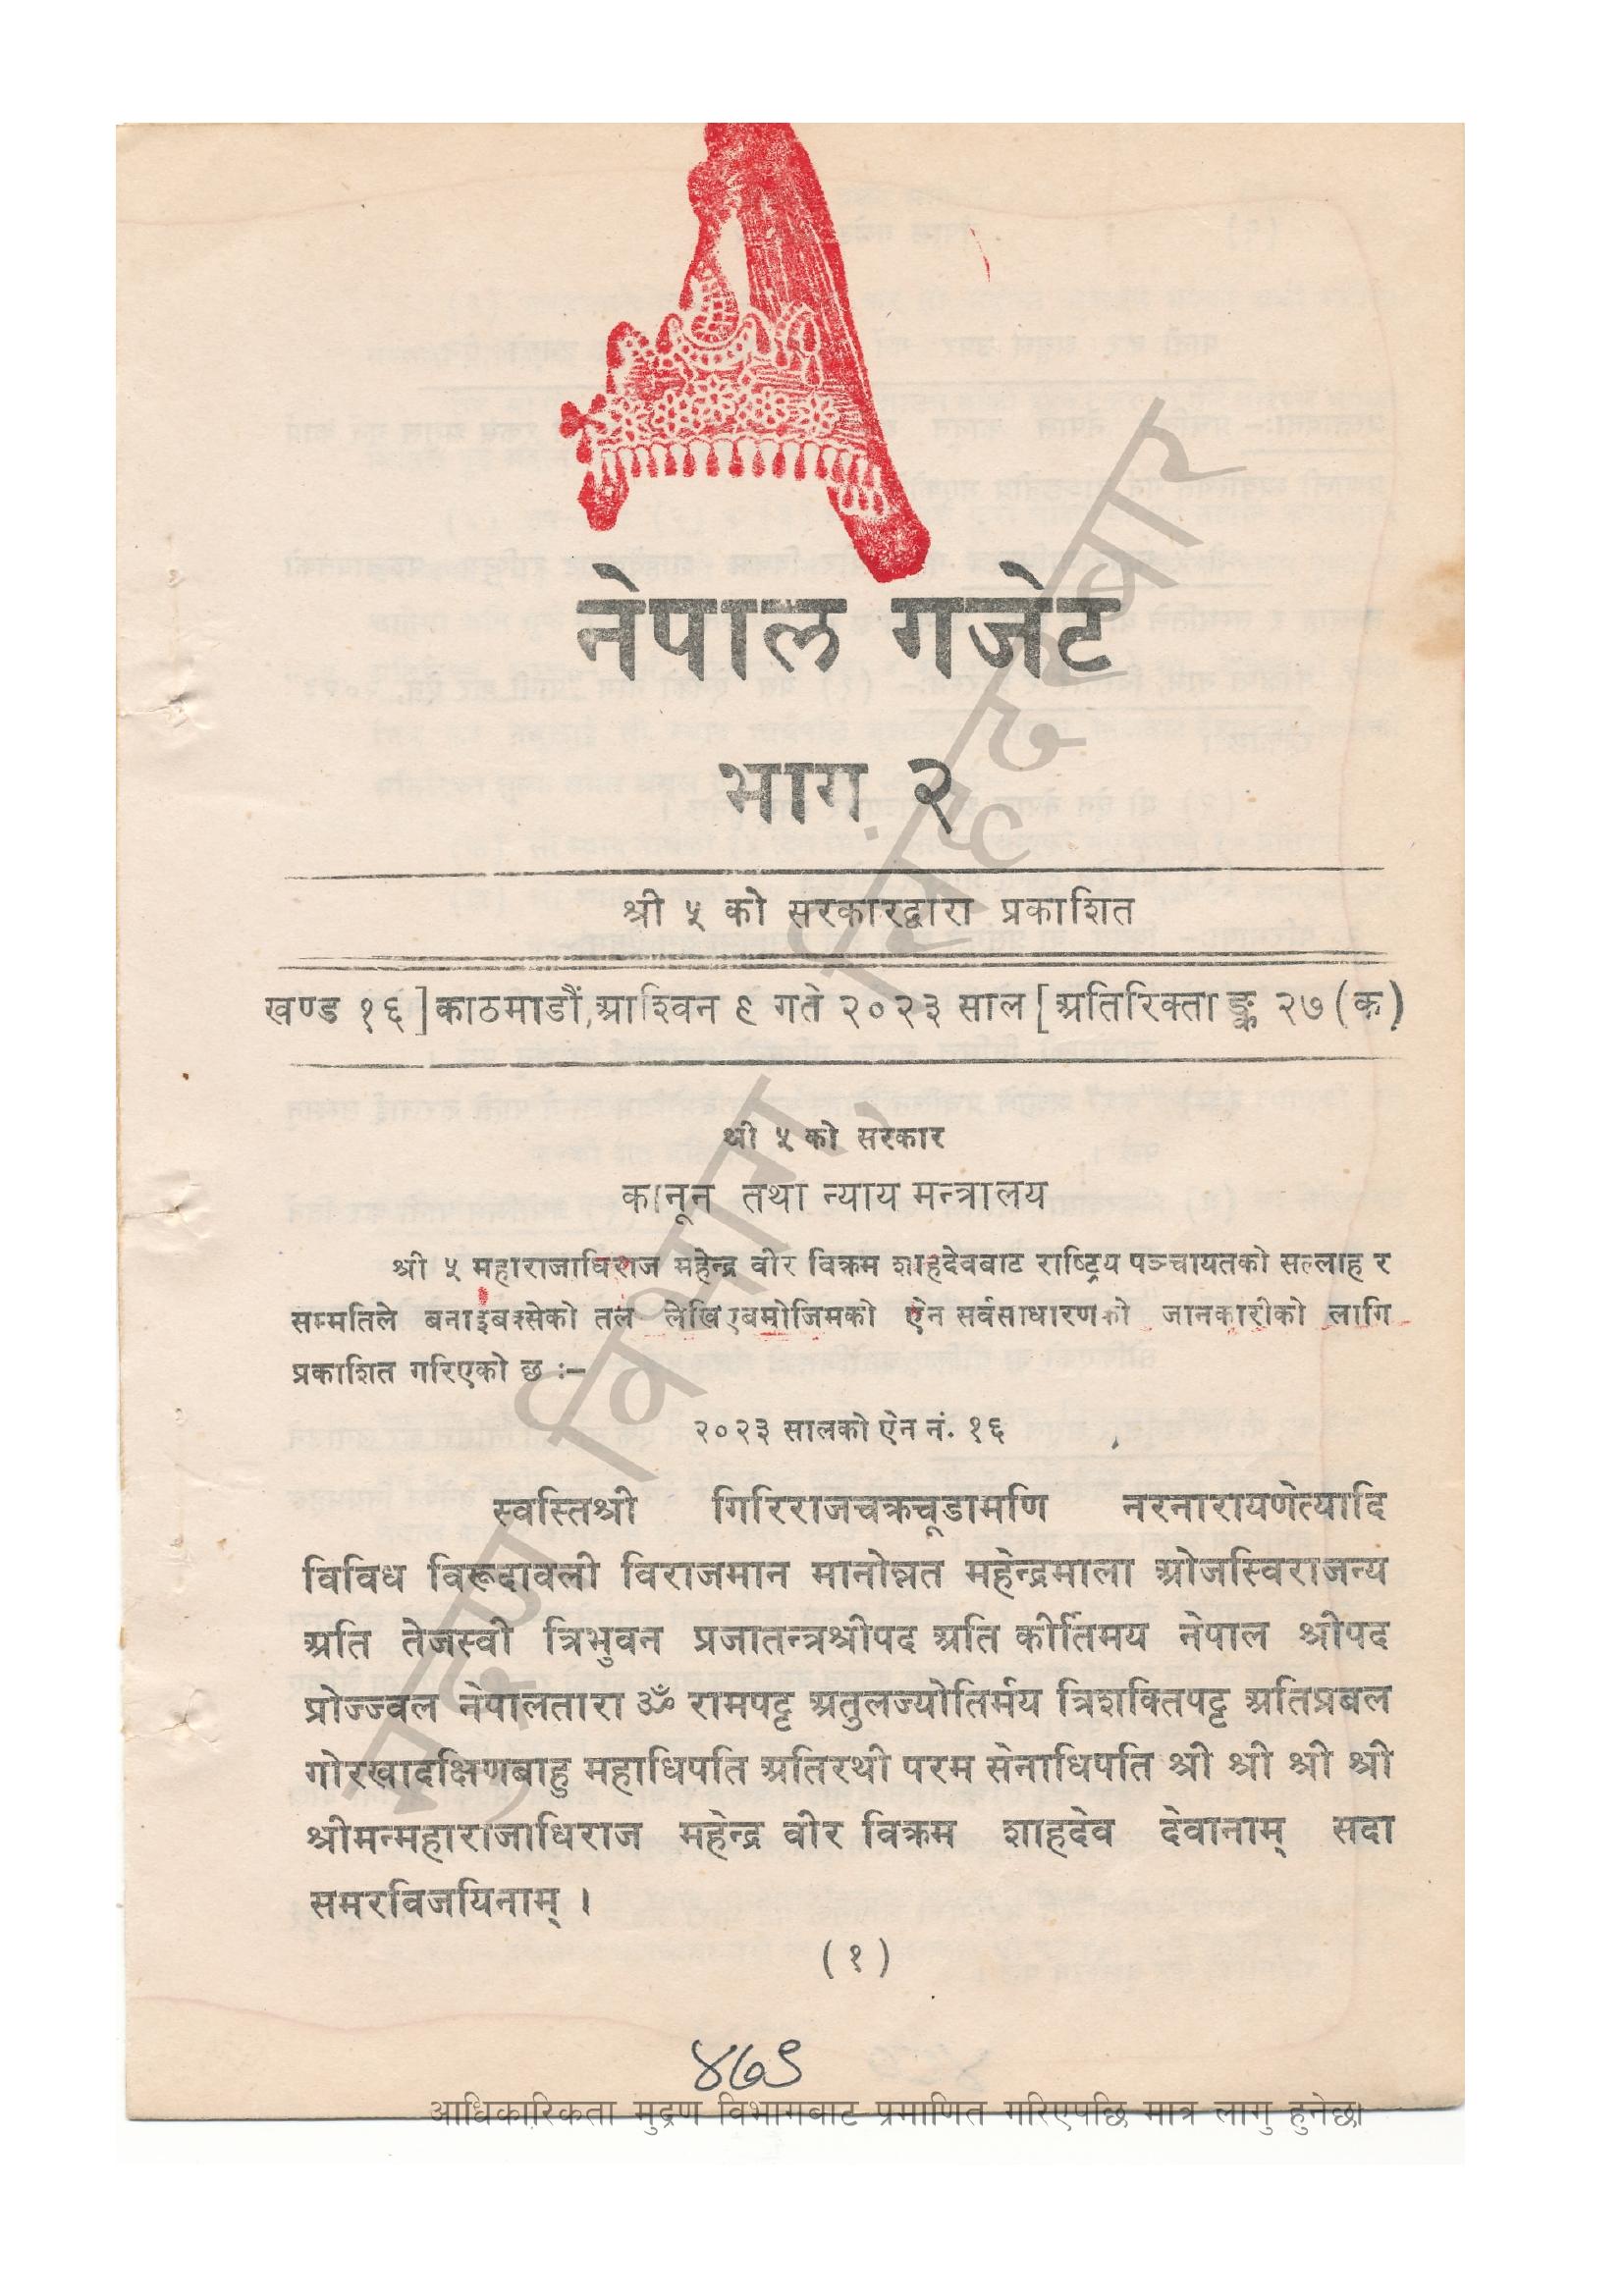 नेपाल गजेट
भाग २
श्री ५ को सरकारद्वारा प्रकाशित
खण्ड १६] काठमाडौं, आश्विन ९ गते २०२३ साल [अतिरिक्ताङ्क २७ (क)
श्री ५ को सरकार
कानून तथा न्याय मन्त्रालय
श्री ५ महाराजाधिराज महेन्द्र वीर विक्रम शाहदेवबाट राष्ट्रिय पञ्चायतको सल्लाह र
सम्मतिले बनाइबक्सेको तल लेखिएबमोजिमको ऐन सर्वसाधारणको जानकारीको लागि
प्रकाशित गरिएको छ :–
२०२३ सालको ऐन नं. १६
स्वस्तिश्री गिरिराजचक्रचूडामणि नरनारायणेत्यादि
विविध विरूदावली विराजमान मानोन्नत महेन्द्रमाला ओजस्विराजन्य
अति तेजस्वी त्रिभुवन प्रजातन्त्रश्रीपद अति कीर्तिमय नेपाल श्रीपद
प्रोज्ज्वल नेपालतारा ॐ रामपट्ट अतुलज्योतिर्मय त्रिशक्तिपट्ट अतिप्रबल
गोरखादक्षिणबाहु महाधिपति अतिरथी परम सेनाधिपति श्री श्री श्री श्री
श्रीमन्महाराजाधिराज महेन्द्र वीर विक्रम शाहदेव देवानाम् सदा
समरविजयिनाम् ।
(१)
४७९
आधिकारिकता मुद्रण विभागबाट प्रमाणित गरिएपछि मात्र लागु हुनेछ।
मुद्रण विभाग, सिंहदरबार